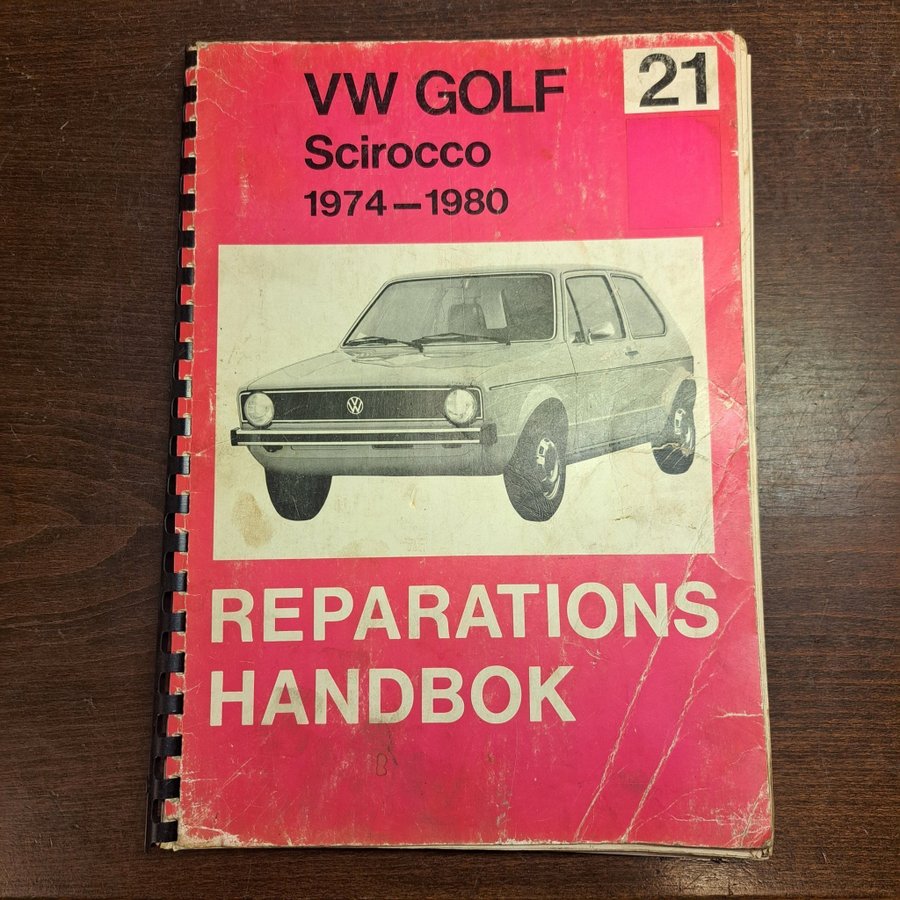 VW GOLF
21
Scirocco
1974—1980
REPARATIONS
HANDBOK